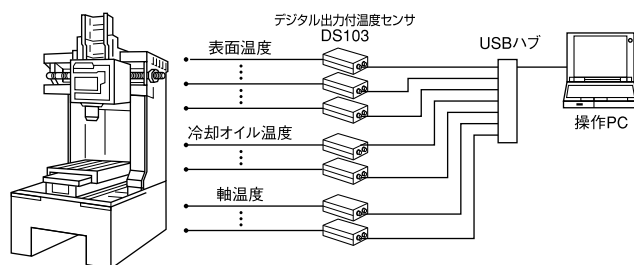 デジタル出力付温度センサ
DS103
USBハブ
表面温度
操作PC
冷却オイル温度
軸温度